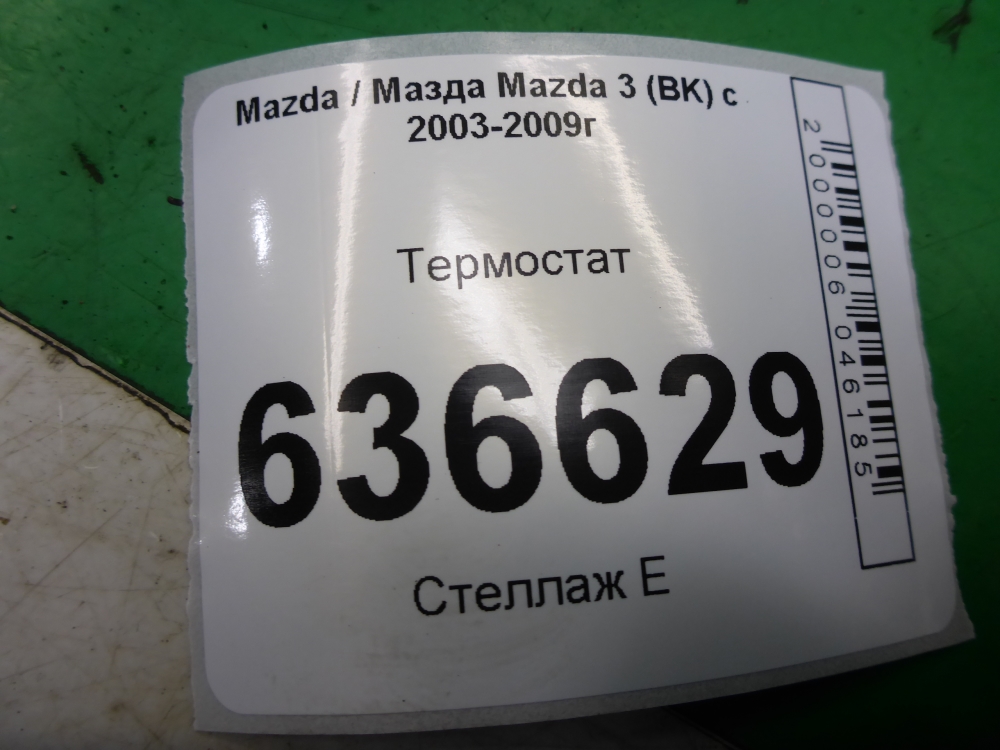 Mazda / Мазда Mazda 3 (BK) с
2003-2009г
Термостат
636629
Стеллаж Е
2000006046185